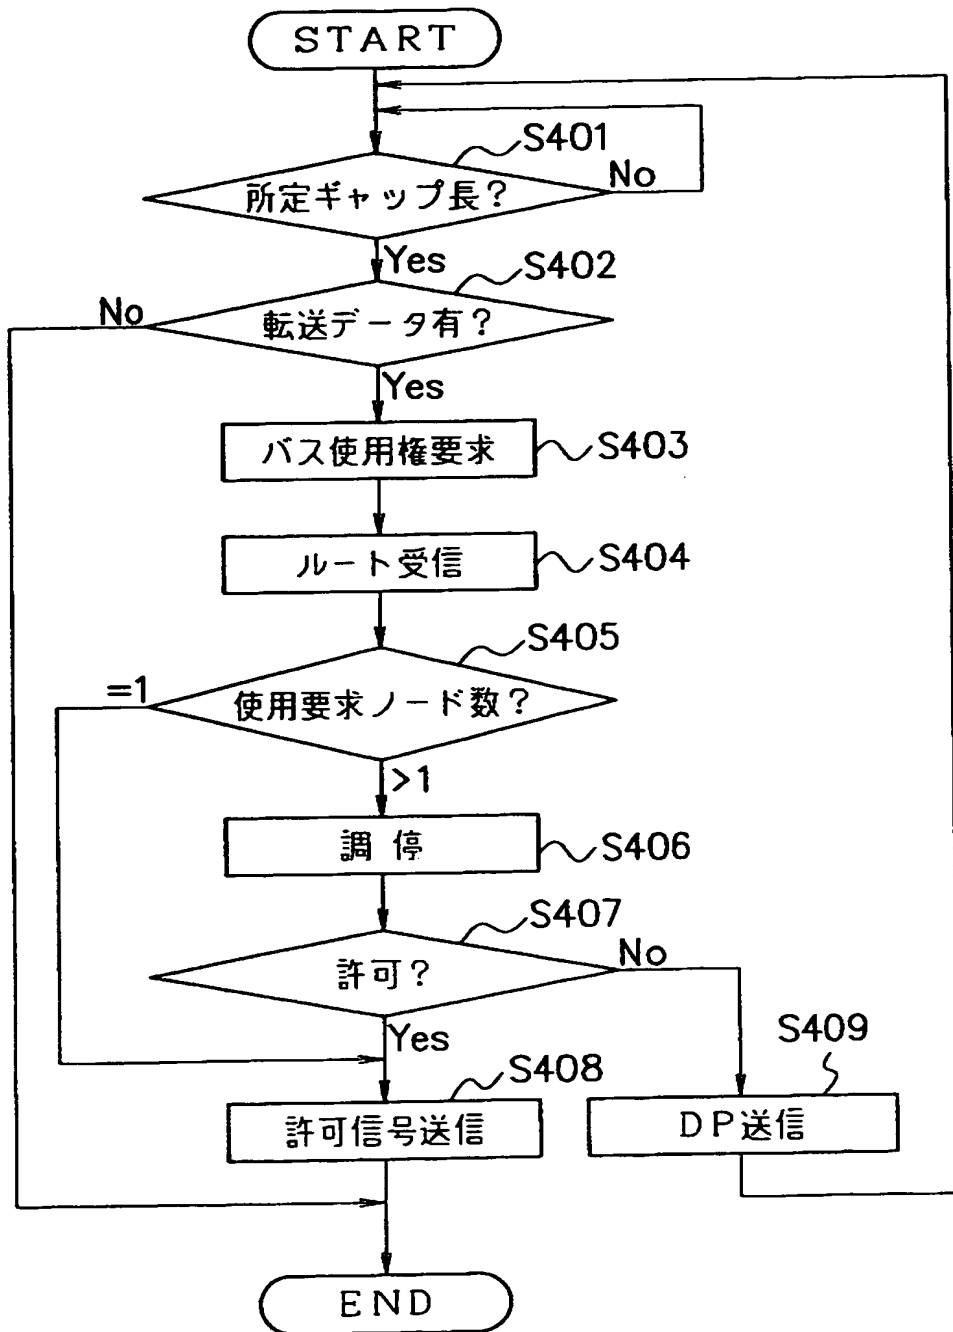 START
S401
所定ギャップ長?
No
Yes
S402
No
転送データ有?
Yes
バス使用権要求
S403
ルート受信
S404
S405
=1
使用要求ノード数?
>1
調停
S406
S407
許可?
No
Yes
S408
S409
許可信号送信
DP送信
END